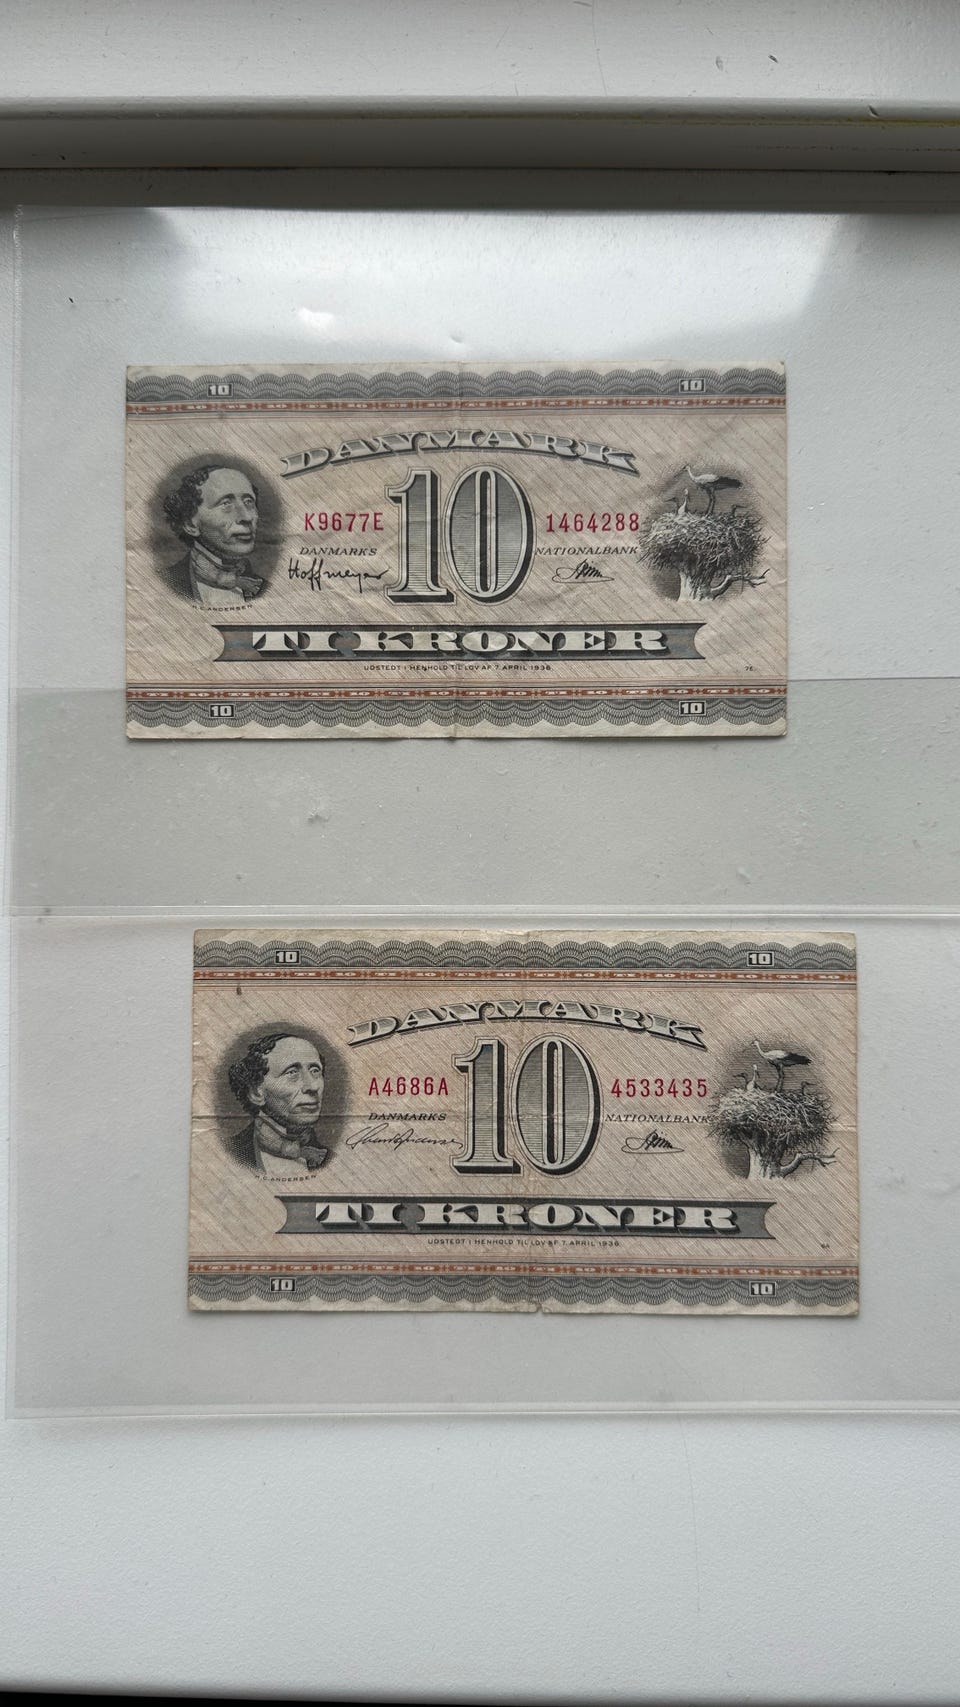 10 10
DANMARK
10
K9677E 1464288
DANMARKS NATIONALBANK
Hoffmeyer
H.C. ANDERSEN
TI KRONER
UDSTEDT I HENHOLD TIL LOV AF 7. APRIL 1936
10 10
10 10
DANMARK
10
A4686A 4533435
DANMARKS NATIONALBANK
H.C. ANDERSEN
TI KRONER
UDSTEDT I HENHOLD TIL LOV AF 7. APRIL 1936
10 10